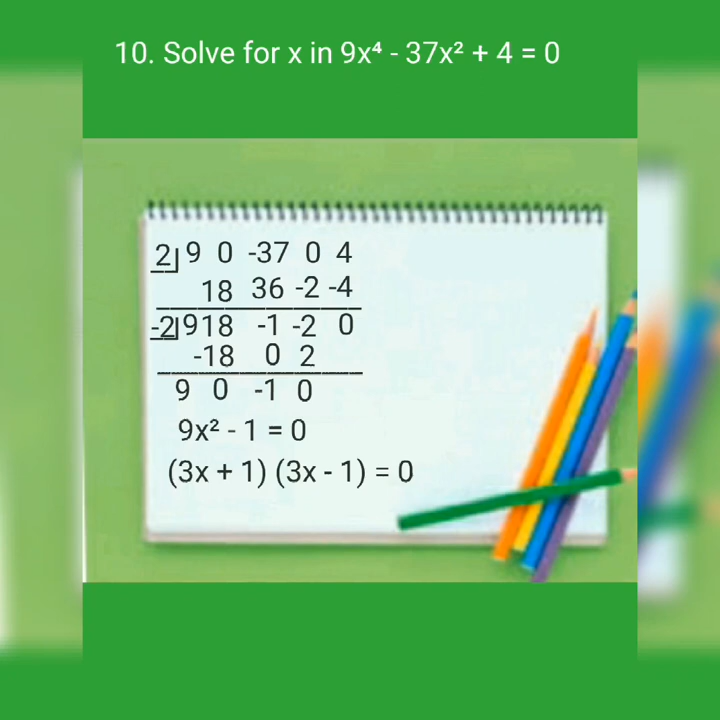 10. Solve for x in 9x⁴ - 37x² + 4 = 0
2| 9 0 -37 0 4
18 36 -2 -4
-2| 9 18 -1 -2 0
-18 0 2
9 0 -1 0
9x² - 1 = 0
(3x + 1) (3x - 1) = 0